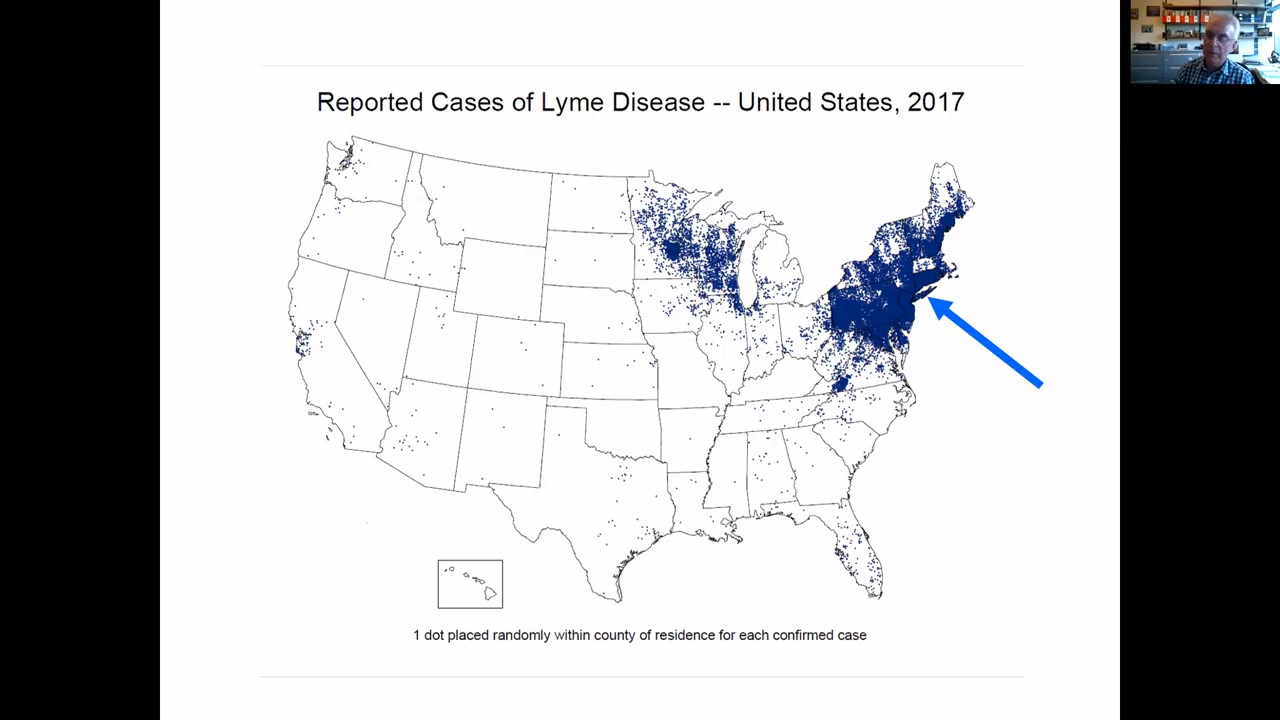 Reported Cases of Lyme Disease -- United States, 2017
1 dot placed randomly within county of residence for each confirmed case